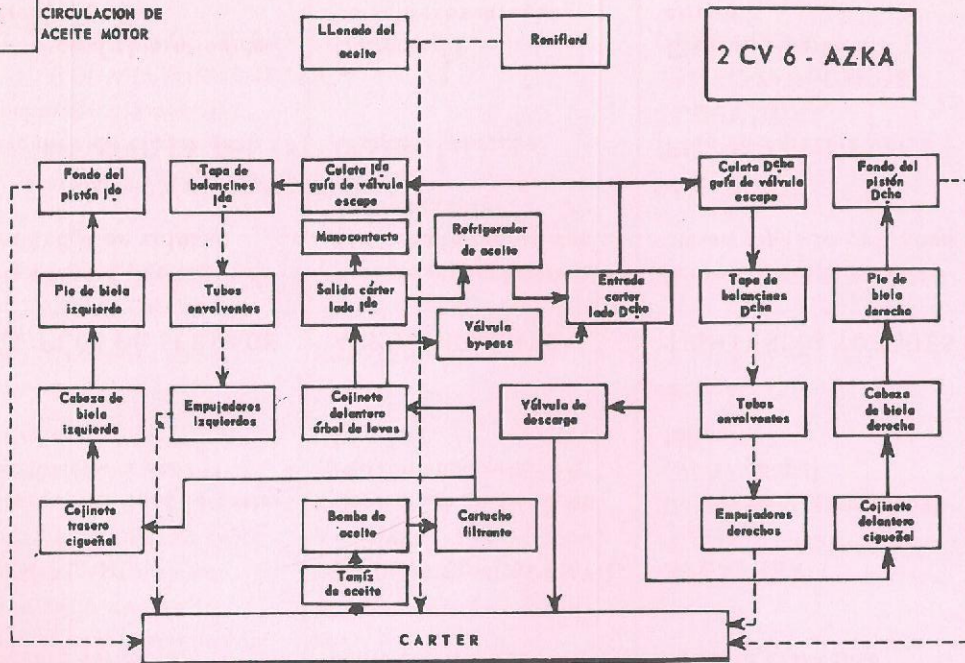 CIRCULACION DE
ACEITE MOTOR
LLenado del
aceite
Reniflard
2 CV 6 - AZKA
Fondo del
pistón Ido
Tapa de
balancines
Ida
Culata Ida
guía de válvula
escape
Culata Dcha
guía de válvula
escape
Fondo del
pistón
Dcho
Manocontacto
Refrigerador
de aceite
Pie de biela
izquierdo
Tubos
envolventes
Salida cárter
lado Ido
Entrada
carter
lado Dcho
Tapa de
balancines
Dcha
Pie de
biela
derecho
Válvula
by-pass
Cabeza de
biela
izquierda
Empujadores
izquierdos
Cojinete
delantero
árbol de levas
Válvula de
descarga
Tubos
envolventes
Cabeza
de biela
derecha
Cojinete
trasero
cigueñal
Bomba de
aceite
Cartucho
filtrante
Empujadores
derechos
Cojinete
delantero
cigueñal
Tamíz
de aceite
CARTER